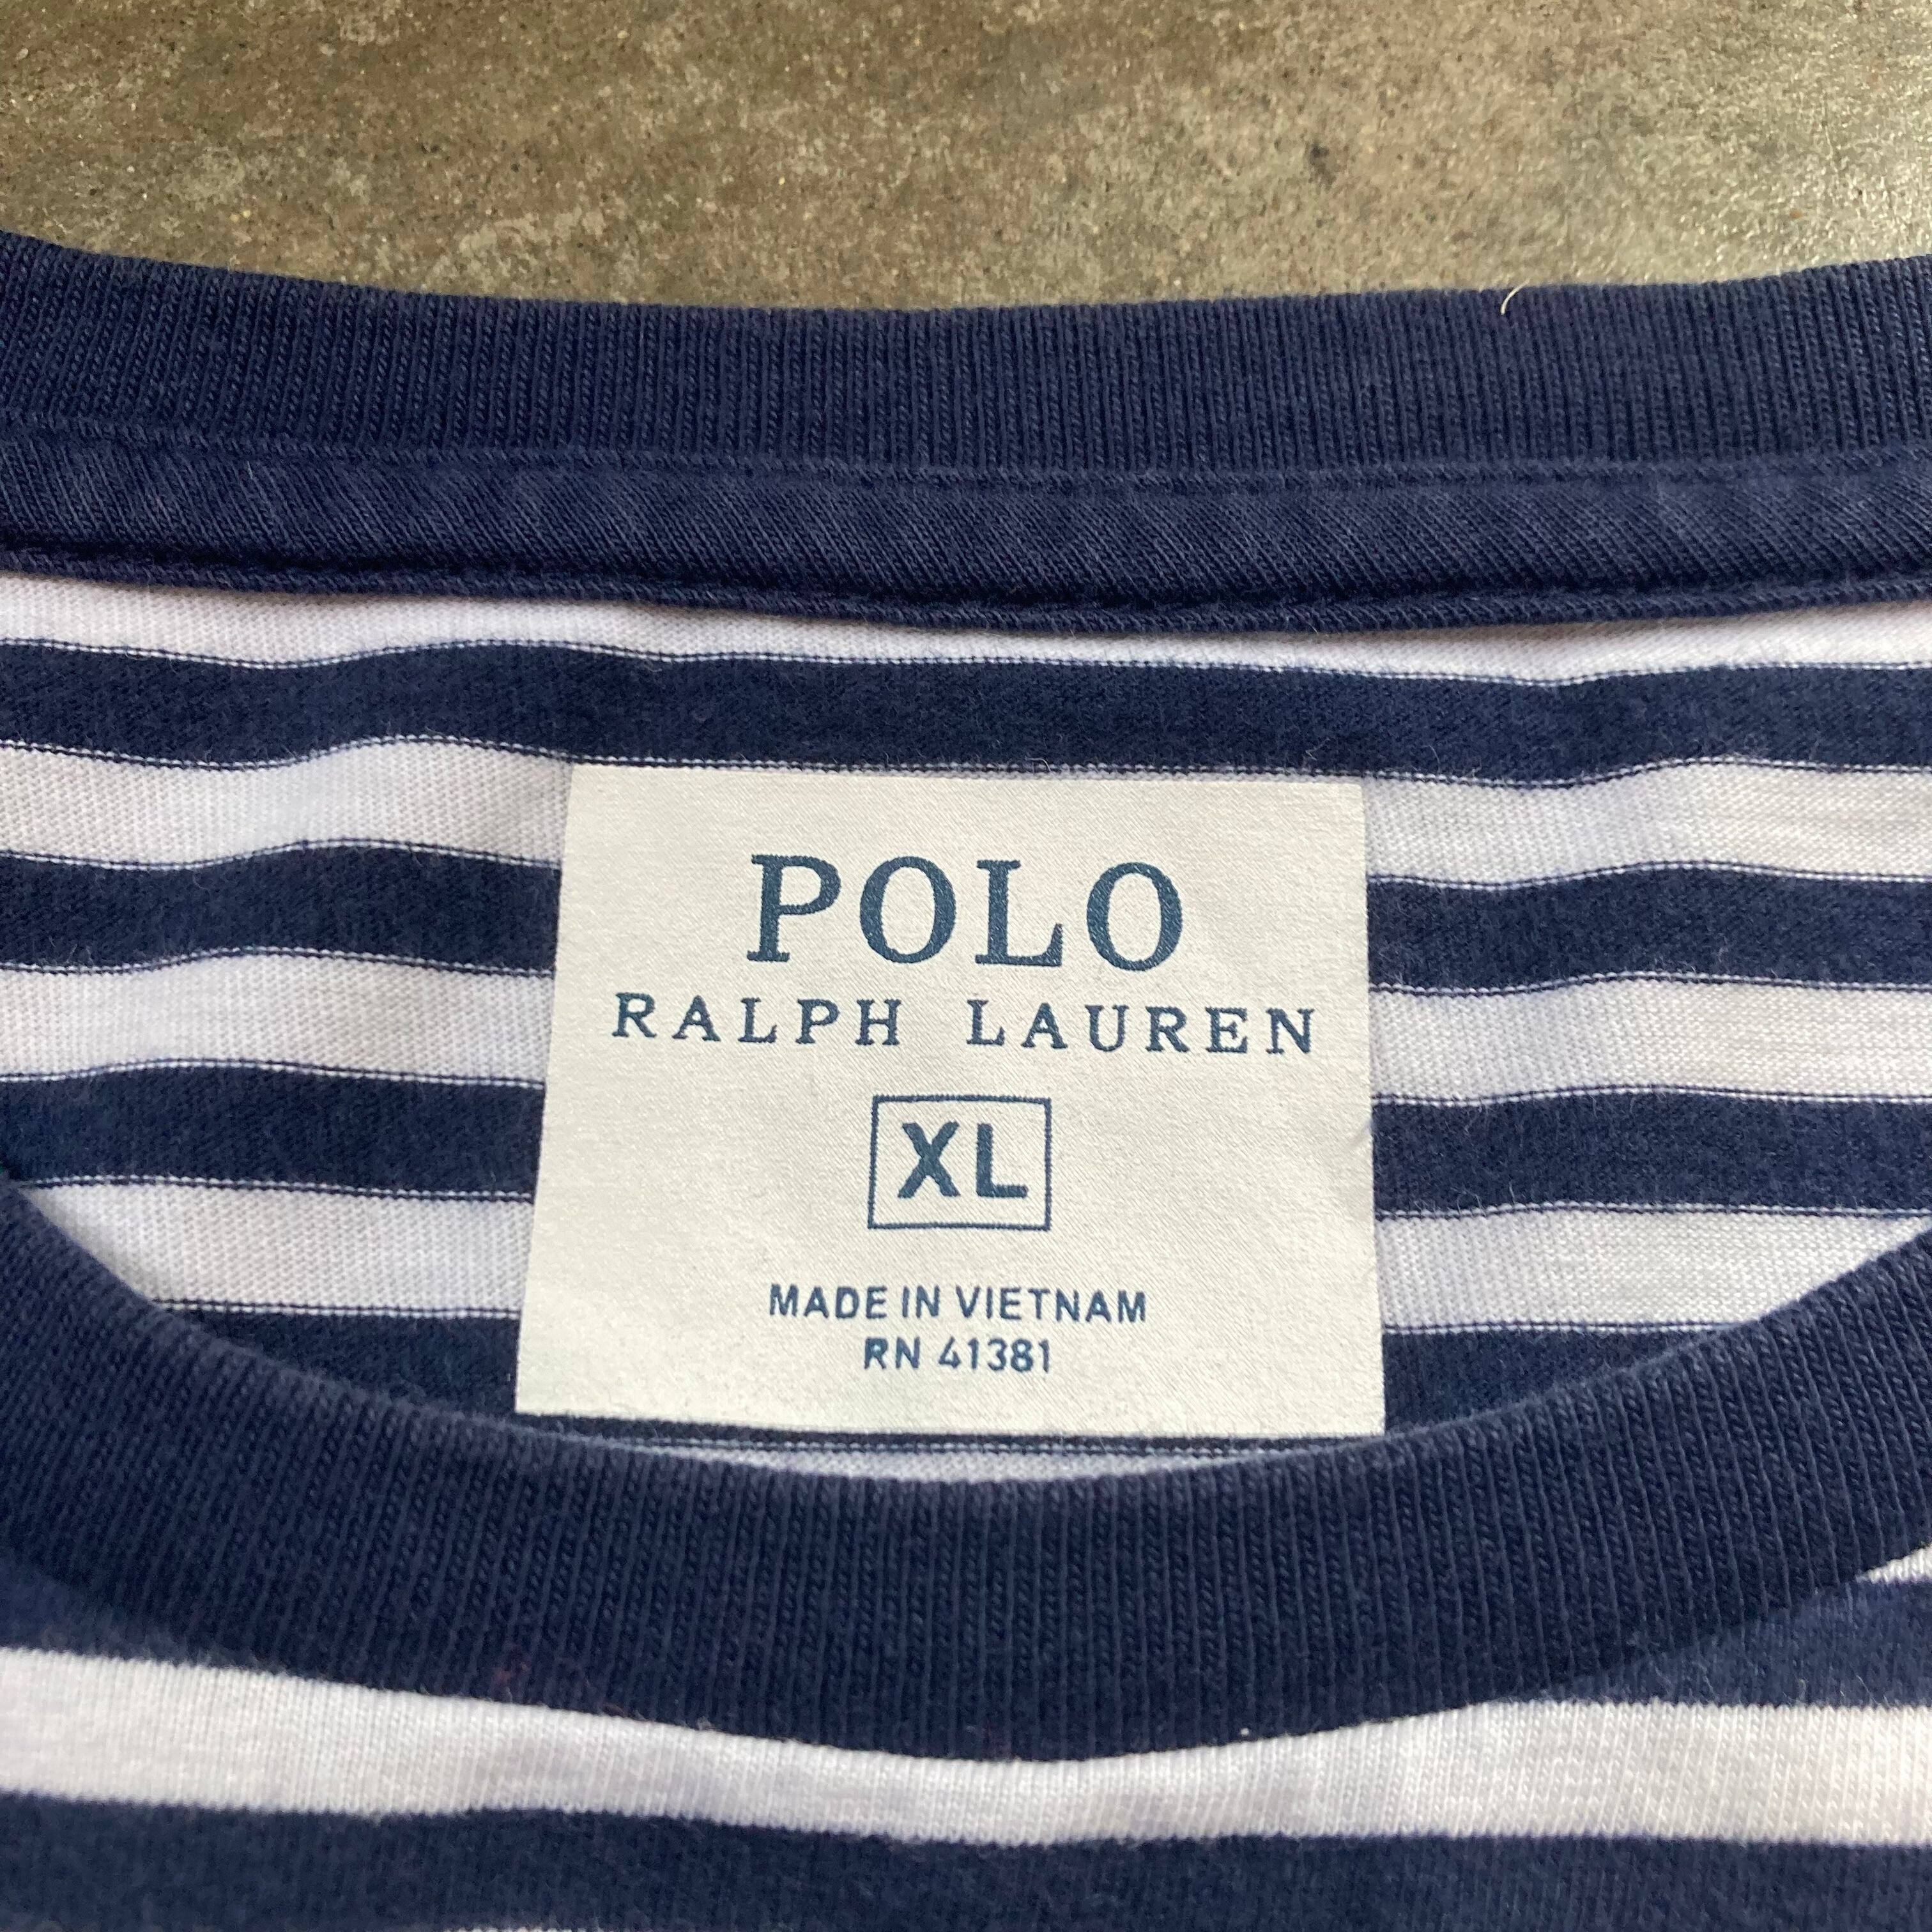 POLO
RALPH LAUREN
XL
MADE IN VIETNAM
RN 41381